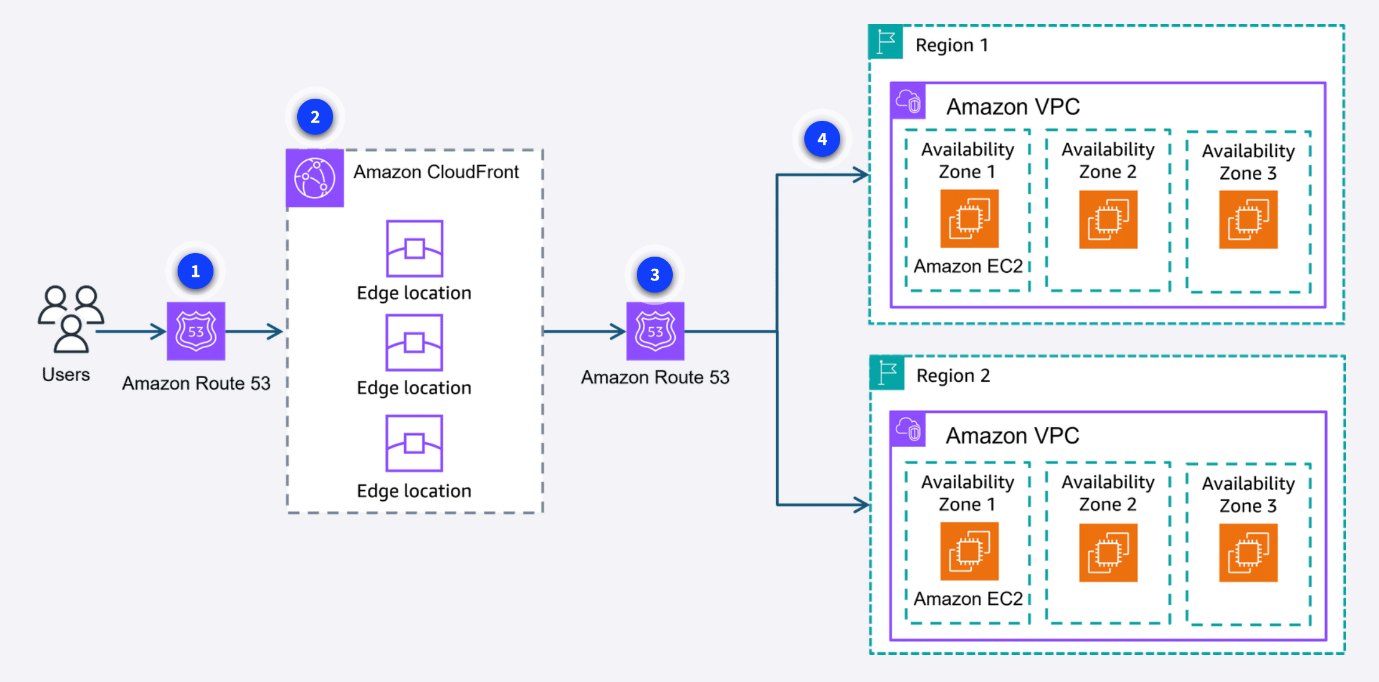 Users
1
53
Amazon Route 53
2
Amazon CloudFront
Edge location
Edge location
Edge location
3
53
Amazon Route 53
4
Region 1
Amazon VPC
Availability
Zone 1
Amazon EC2
Availability
Zone 2
Availability
Zone 3
Region 2
Amazon VPC
Availability
Zone 1
Amazon EC2
Availability
Zone 2
Availability
Zone 3